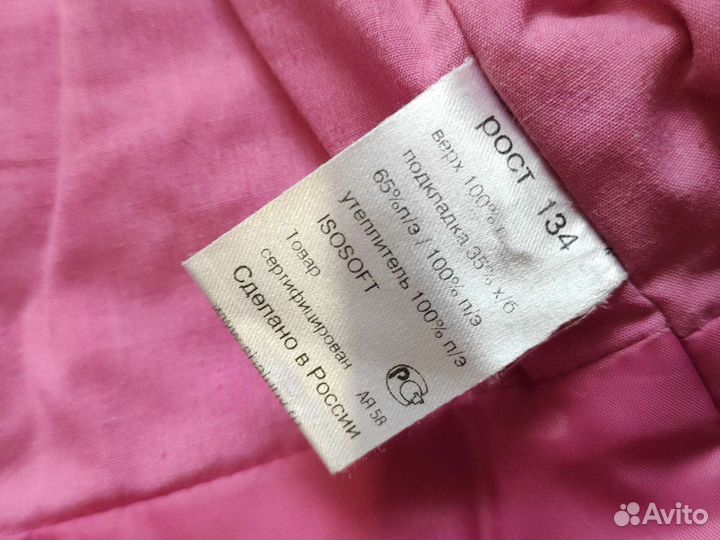 рост 134
верх 100%
подкладка 35% х/б
65%п/э / 100% п/э
утеплитель 100% п/э
ISOSOFT
Товар
сертифицирован
АЯ 58
Сделано в России
Avito